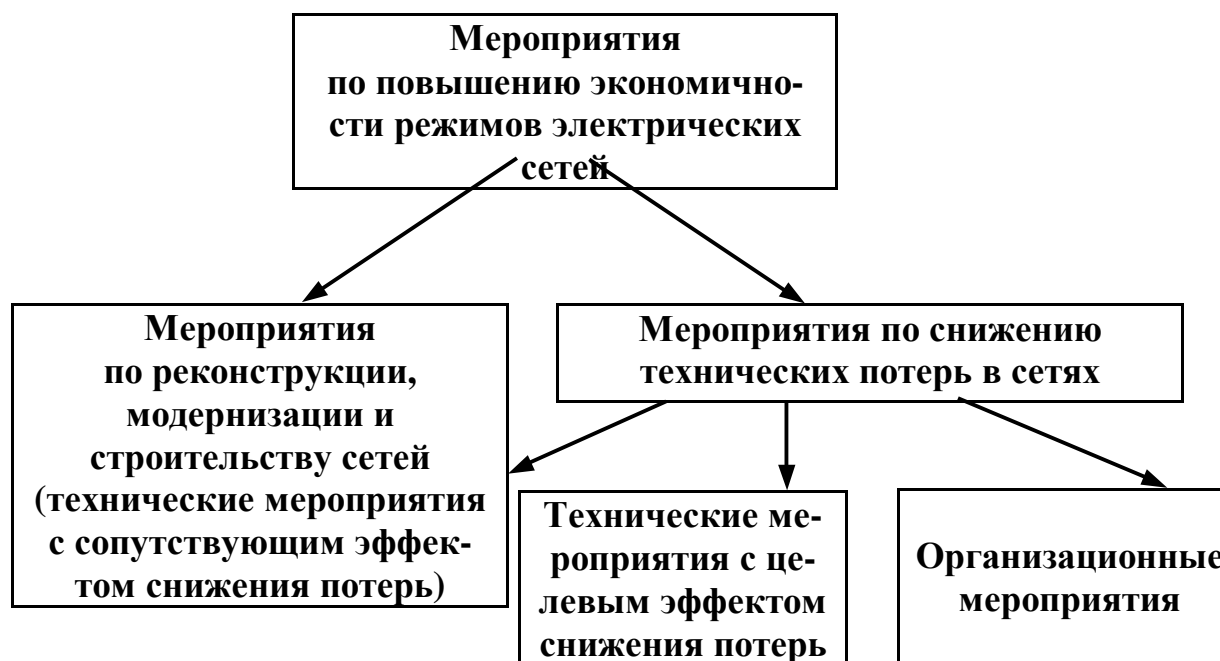 Мероприятия
по повышению экономично-
сти режимов электрических
сетей
Мероприятия
по реконструкции,
модернизации и
строительству сетей
(технические мероприятия
с сопутствующим эффек-
том снижения потерь)
Мероприятия по снижению
технических потерь в сетях
Технические ме-
роприятия с це-
левым эффектом
снижения потерь
Организационные
мероприятия